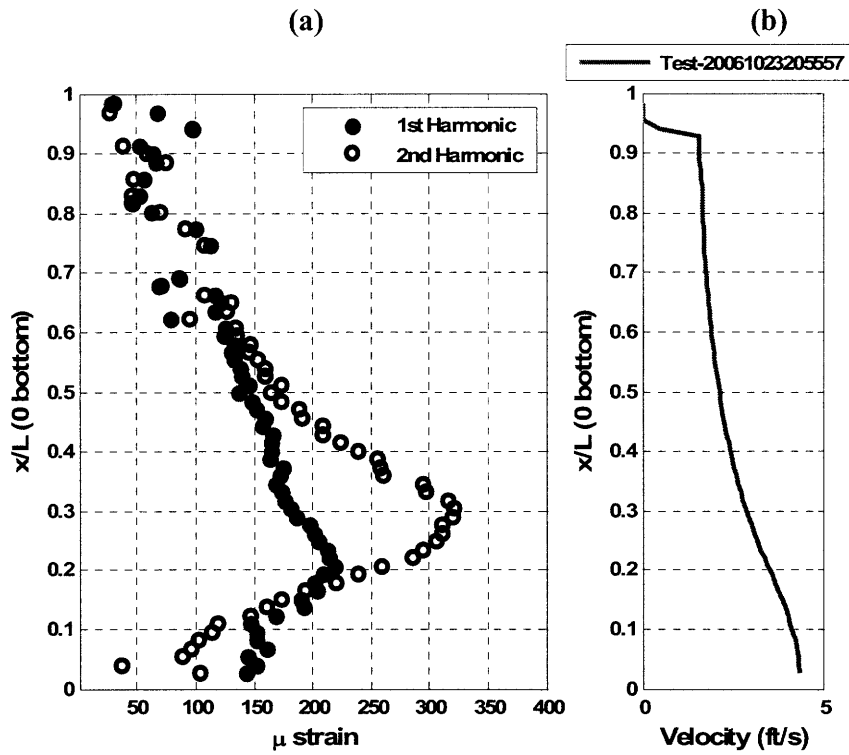 (a)
1st Harmonic
2nd Harmonic
1
0.9
0.8
0.7
0.6
0.5
0.4
0.3
0.2
0.1
0
x/L (0 bottom)
50 100 150 200 250 300 350 400
μ strain
(b)
Test-20061023205557
1
0.9
0.8
0.7
0.6
0.5
0.4
0.3
0.2
0.1
0
x/L (0 bottom)
0 5
Velocity (ft/s)